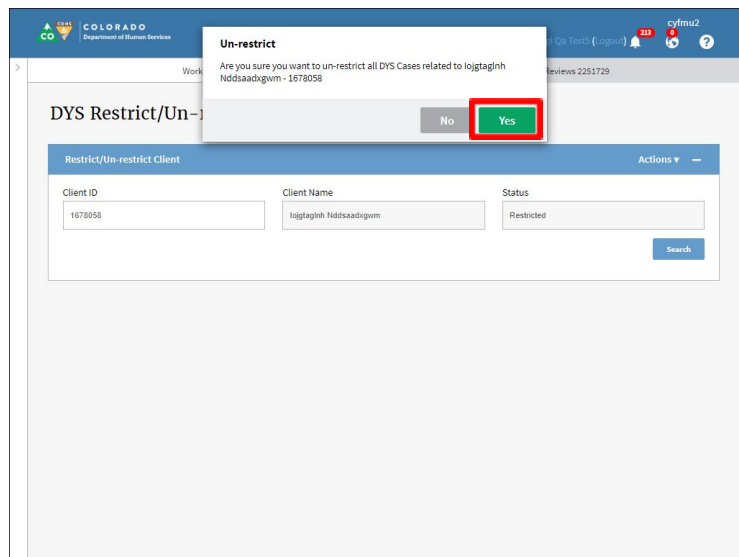 cyfmu2
CDHS
CO
COLORADO
Department of Human Services
Qa Test5 (Logout)
213
0
?
>
Work
Reviews 2251729
Un-restrict
Are you sure you want to un-restrict all DYS Cases related to Iojgtaglnh
Nddsaadxgwm - 1678058
No
Yes
DYS Restrict/Un-
Restrict/Un-restrict Client
Actions ▾ —
Client ID
Client Name
Status
1678058
Iojgtaglnh Nddsaadxgwm
Restricted
Search